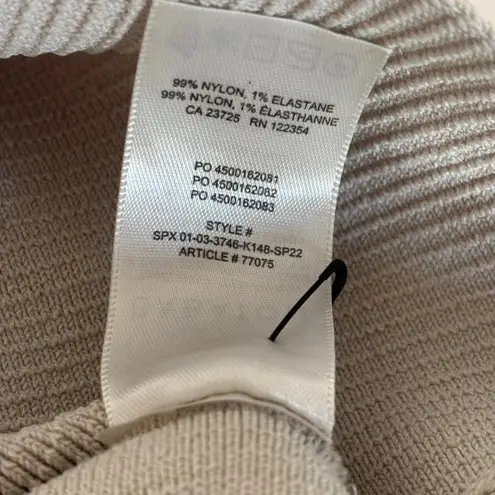 99% NYLON, 1% ELASTANE
99% NYLON, 1% ÉLASTHANNE
CA 23725 RN 122354
PO 4500162081
PO 4500162082
PO 4500162083
STYLE #
SPX 01-03-3746-K148-SP22
ARTICLE # 77075